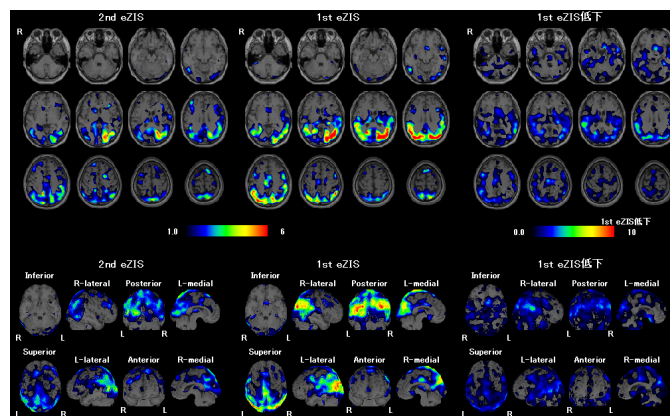 2nd eZIS
1st eZIS
1st eZIS低下
R
R
R
1.0
6
1st eZIS低下
0.0
10
2nd eZIS
1st eZIS
1st eZIS低下
Inferior
R-lateral
Posterior
L-medial
Inferior
R-lateral
Posterior
L-medial
Inferior
R-lateral
Posterior
L-medial
R
L
L
R
R
L
L
R
R
L
L
R
Superior
L-lateral
Anterior
R-medial
Superior
L-lateral
Anterior
R-medial
Superior
L-lateral
Anterior
R-medial
L
R
R
L
L
R
R
L
L
R
R
L